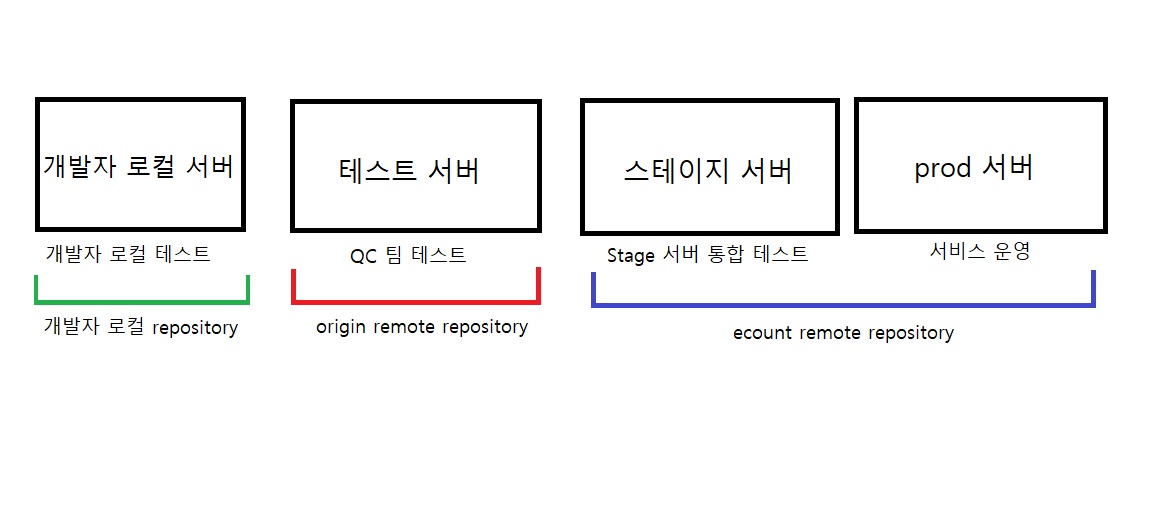 개발자 로컬 서버
테스트 서버
스테이지 서버
prod 서버
개발자 로컬 테스트
QC 팀 테스트
Stage 서버 통합 테스트
서비스 운영
개발자 로컬 repository
origin remote repository
ecount remote repository